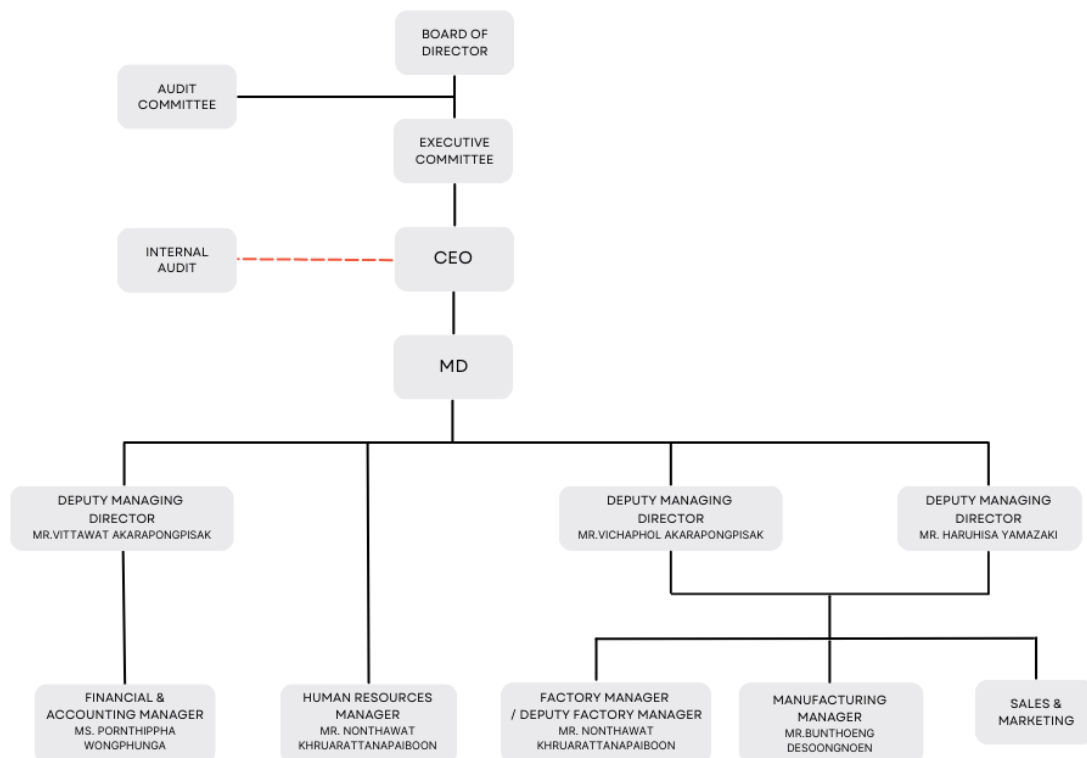 BOARD OF
DIRECTOR
AUDIT
COMMITTEE
EXECUTIVE
COMMITTEE
INTERNAL
AUDIT
CEO
MD
DEPUTY MANAGING
DIRECTOR
MR.VITTAWAT AKARAPONGPISAK
DEPUTY MANAGING
DIRECTOR
MR.VICHAPHOL AKARAPONGPISAK
DEPUTY MANAGING
DIRECTOR
MR. HARUHISA YAMAZAKI
FINANCIAL &
ACCOUNTING MANAGER
MS. PORNTHIPPHA
WONGPHUNGA
HUMAN RESOURCES
MANAGER
MR. NONTHAWAT
KHRUARATTANAPAIBOON
FACTORY MANAGER
/ DEPUTY FACTORY MANAGER
MR. NONTHAWAT
KHRUARATTANAPAIBOON
MANUFACTURING
MANAGER
MR.BUNTHOENG
DESOONGNOEN
SALES &
MARKETING